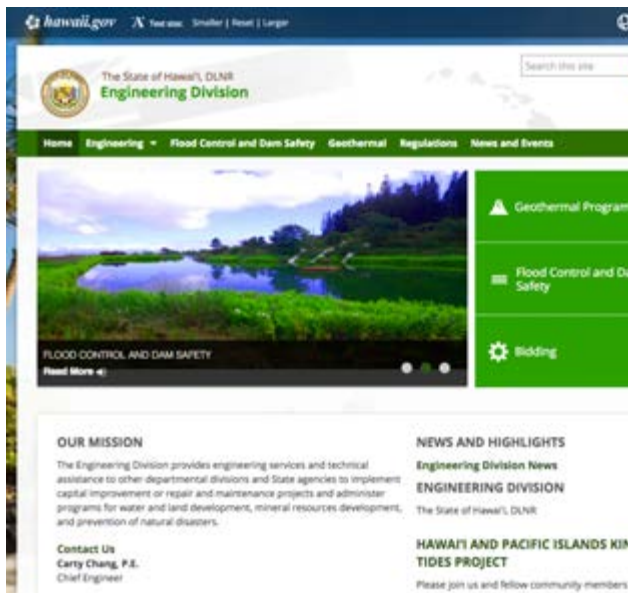 hawaii.gov Text size: Smaller | Reset | Larger
Search this site
The State of Hawai'i, DLNR
Engineering Division
Home Engineering Flood Control and Dam Safety Geothermal Regulations News and Events
Geothermal Program
Flood Control and Da
Safety
Bidding
FLOOD CONTROL AND DAM SAFETY
Read More
OUR MISSION
The Engineering Division provides engineering services and technical
assistance to other departmental divisions and State agencies to implement
capital improvement or repair and maintenance projects and administer
programs for water and land development, mineral resources development,
and prevention of natural disasters.
Contact Us
Carty Chang, P.E.
Chief Engineer
NEWS AND HIGHLIGHTS
Engineering Division News
ENGINEERING DIVISION
The State of Hawai'i, DLNR
HAWAI'I AND PACIFIC ISLANDS KIN
TIDES PROJECT
Please join us and fellow community members